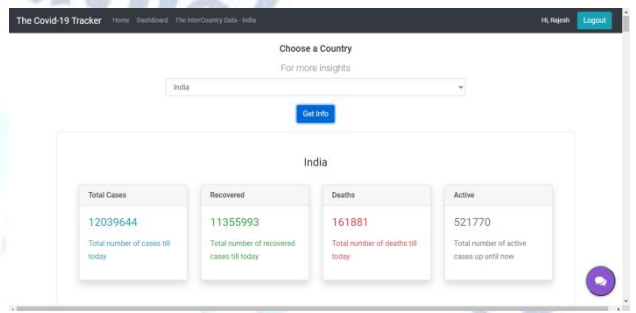 The Covid-19 Tracker Home DashBoard The InterCountry Data - India Hi, Rajesh Logout
Choose a Country
For more insights
India
Get Info
India
Total Cases
12039644
Total number of cases till
today
Recovered
11355993
Total number of recovered
cases till today
Deaths
161881
Total number of deaths till
today
Active
521770
Total number of active
cases up until now